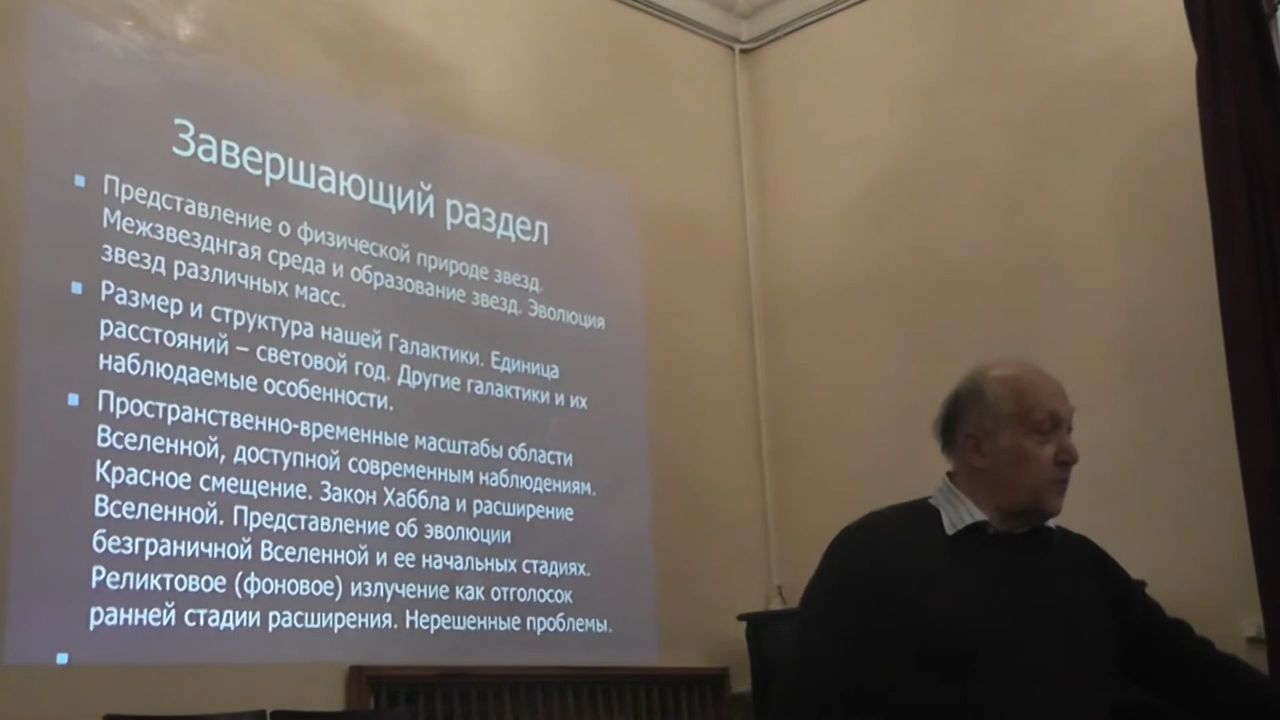 Завершающий раздел
Представление о физической природе звезд.
Межзвезднгая среда и образование звезд. Эволюция
звезд различных масс.
Размер и структура нашей Галактики. Единица
расстояний – световой год. Другие галактики и их
наблюдаемые особенности.
Пространственно-временные масштабы области
Вселенной, доступной современным наблюдениям.
Красное смещение. Закон Хаббла и расширение
Вселенной. Представление об эволюции
безграничной Вселенной и ее начальных стадиях.
Реликтовое (фоновое) излучение как отголосок
ранней стадии расширения. Нерешенные проблемы.